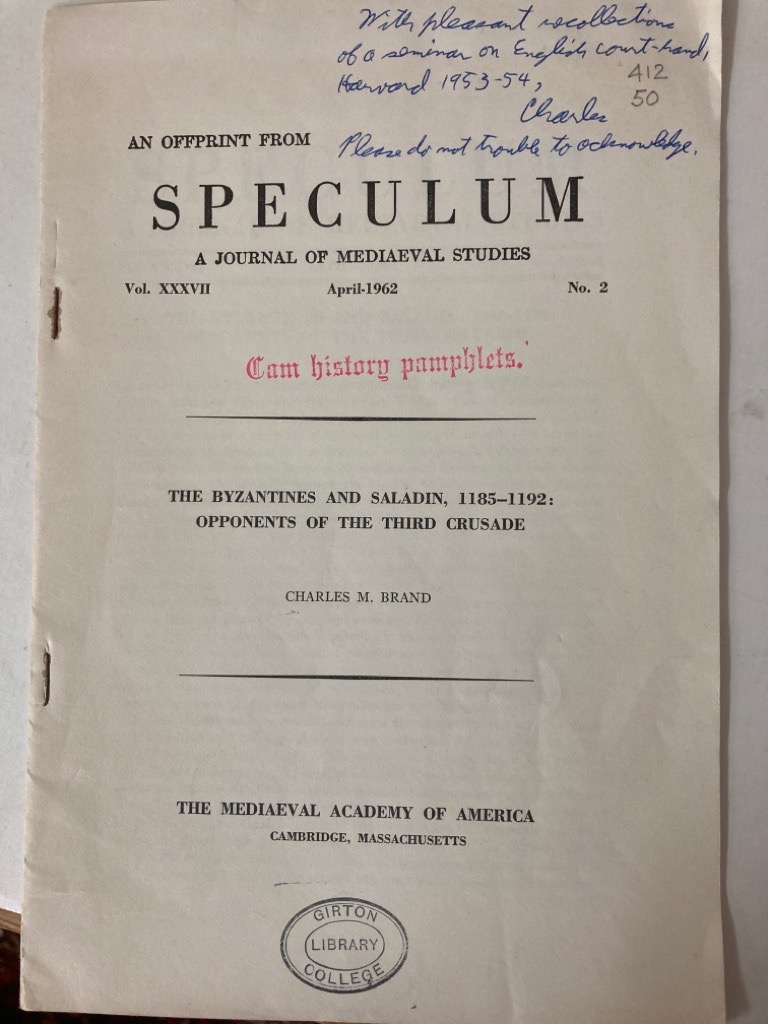 With pleasant recollections
of a seminar on English court-hand,
Harvard 1953-54,
412
50
Charles
Please do not trouble to acknowledge.
AN OFFPRINT FROM
SPECULUM
A JOURNAL OF MEDIAEVAL STUDIES
Vol. XXXVII April-1962 No. 2
Cam history pamphlets.
THE BYZANTINES AND SALADIN, 1185–1192:
OPPONENTS OF THE THIRD CRUSADE
CHARLES M. BRAND
THE MEDIAEVAL ACADEMY OF AMERICA
CAMBRIDGE, MASSACHUSETTS
GIRTON
LIBRARY
COLLEGE